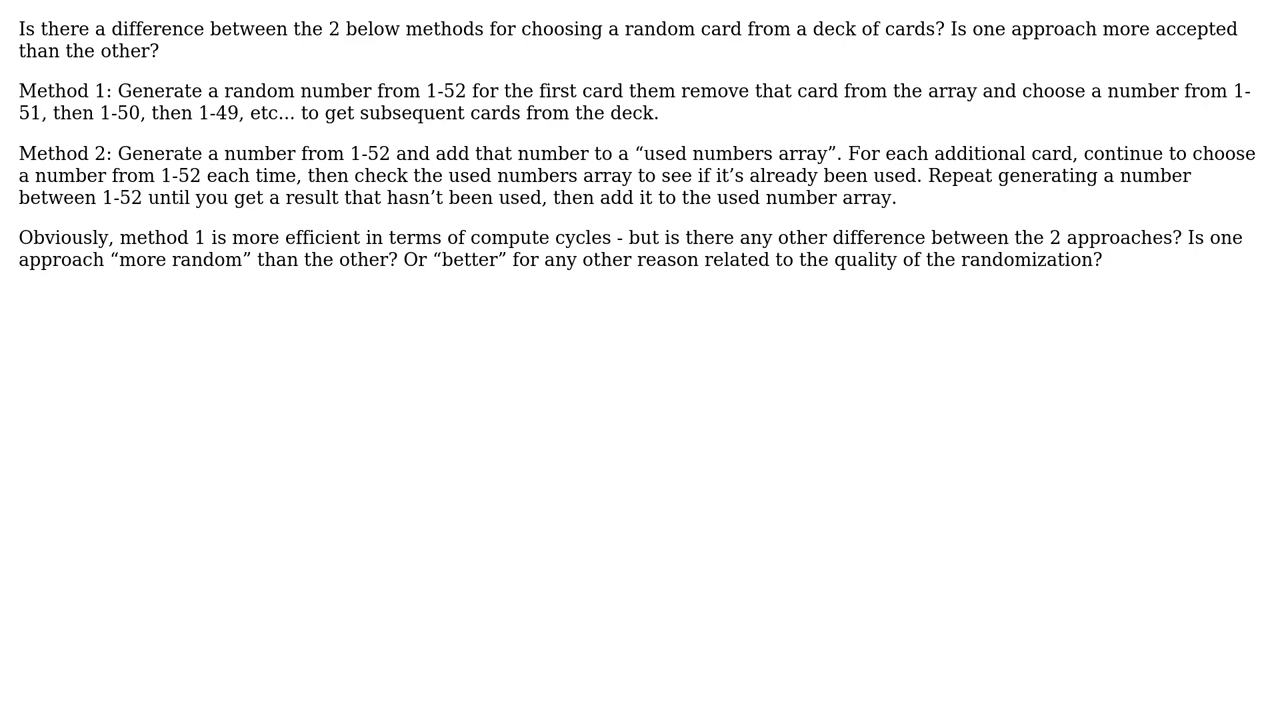 Is there a difference between the 2 below methods for choosing a random card from a deck of cards? Is one approach more accepted
than the other?
Method 1: Generate a random number from 1-52 for the first card them remove that card from the array and choose a number from 1-
51, then 1-50, then 1-49, etc... to get subsequent cards from the deck.
Method 2: Generate a number from 1-52 and add that number to a “used numbers array”. For each additional card, continue to choose
a number from 1-52 each time, then check the used numbers array to see if it’s already been used. Repeat generating a number
between 1-52 until you get a result that hasn’t been used, then add it to the used number array.
Obviously, method 1 is more efficient in terms of compute cycles - but is there any other difference between the 2 approaches? Is one
approach “more random” than the other? Or “better” for any other reason related to the quality of the randomization?